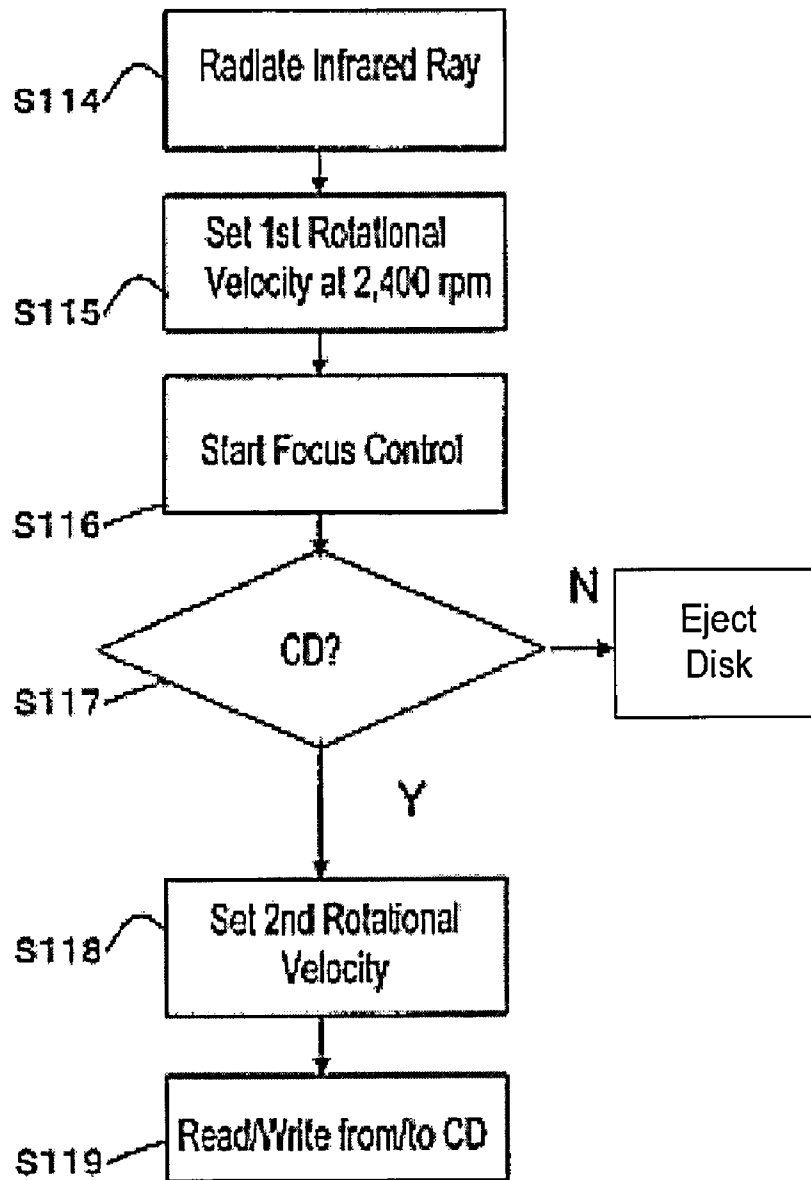 Radiate Infrared Ray
S114
Set 1st Rotational
Velocity at 2,400 rpm
S115
Start Focus Control
S116
CD?
N
Eject
Disk
S117
Y
Set 2nd Rotational
Velocity
S118
Read/Write from/to CD
S119